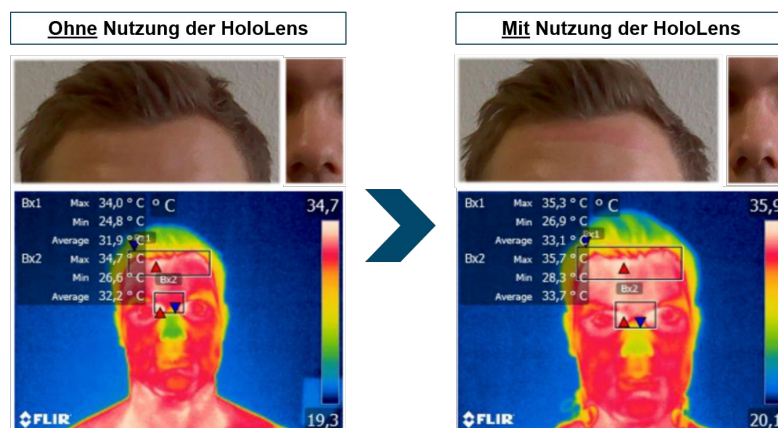 Ohne Nutzung der HoloLens
Bx1 Max 34,0 °C °C 34,7
Min 24,8 °C
Average 31,9 °C Bx1
Bx2 Max 34,7 °C
Min 26,6 °C Bx2
Average 32,2 °C
FLIR 19,3
Mit Nutzung der HoloLens
Bx1 Max 35,3 °C °C 35,9
Min 26,9 °C
Average 33,1 °C Bx1
Bx2 Max 35,7 °C
Min 28,3 °C Bx2
Average 33,7 °C
FLIR 20,1